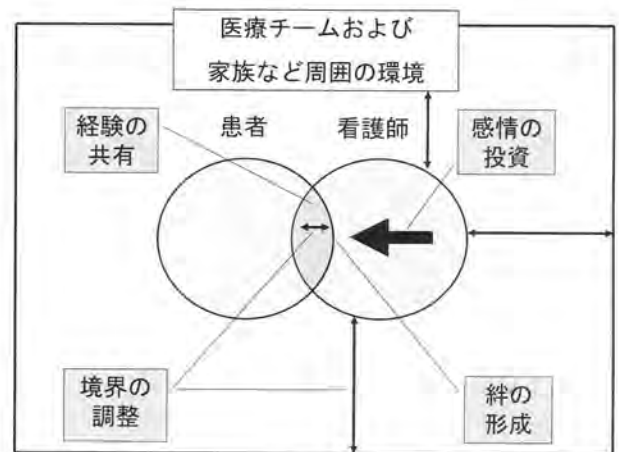 医療チームおよび
家族など周囲の環境
経験の
共有
患者
看護師
感情の
投資
境界の
調整
絆の
形成